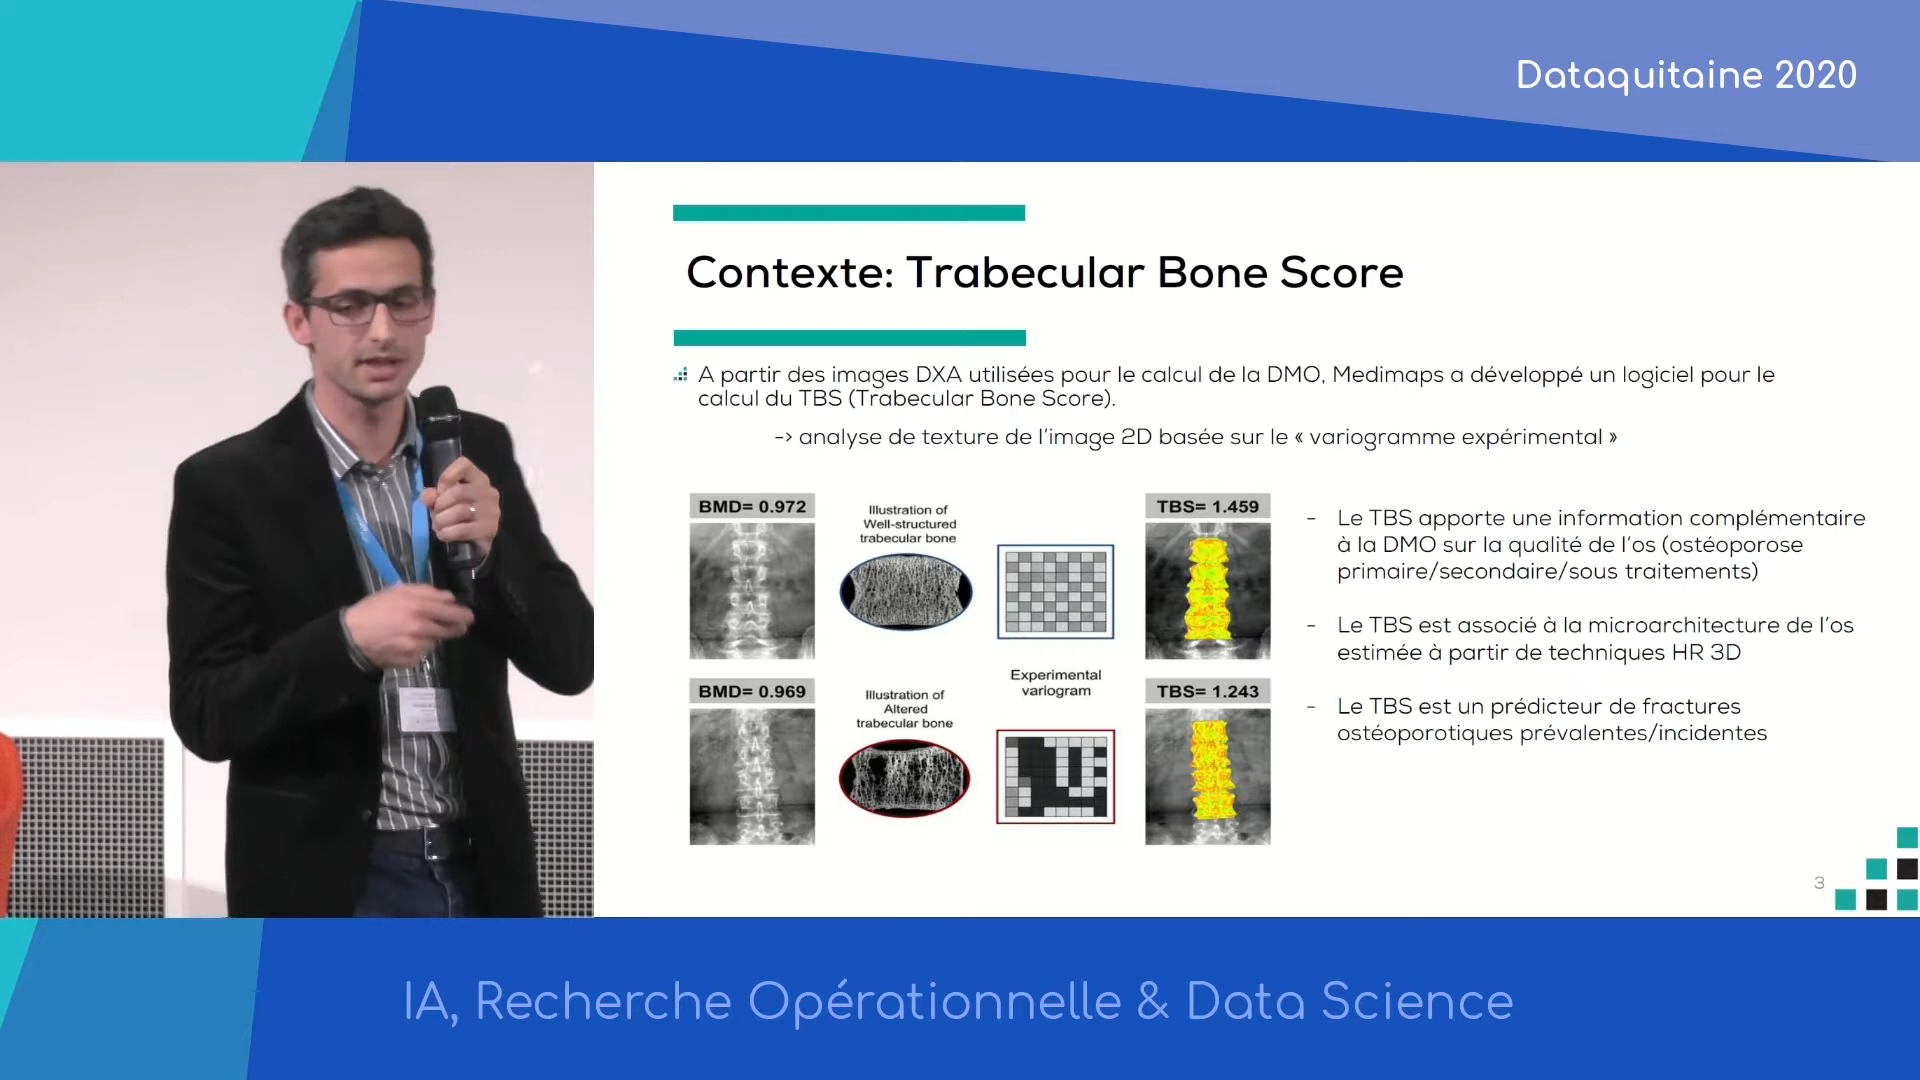 Dataquitaine 2020
Contexte: Trabecular Bone Score
A partir des images DXA utilisées pour le calcul de la DMO, Medimaps a développé un logiciel pour le
calcul du TBS (Trabecular Bone Score).
-> analyse de texture de l'image 2D basée sur le « variogramme expérimental »
BMD= 0.972
Illustration of
Well-structured
trabecular bone
TBS= 1.459
BMD= 0.969
Illustration of
Altered
trabecular bone
Experimental
variogram
TBS= 1.243
- Le TBS apporte une information complémentaire
à la DMO sur la qualité de l'os (ostéoporose
primaire/secondaire/sous traitements)
- Le TBS est associé à la microarchitecture de l'os
estimée à partir de techniques HR 3D
- Le TBS est un prédicteur de fractures
ostéoporotiques prévalentes/incidentes
3
IA, Recherche Opérationnelle & Data Science